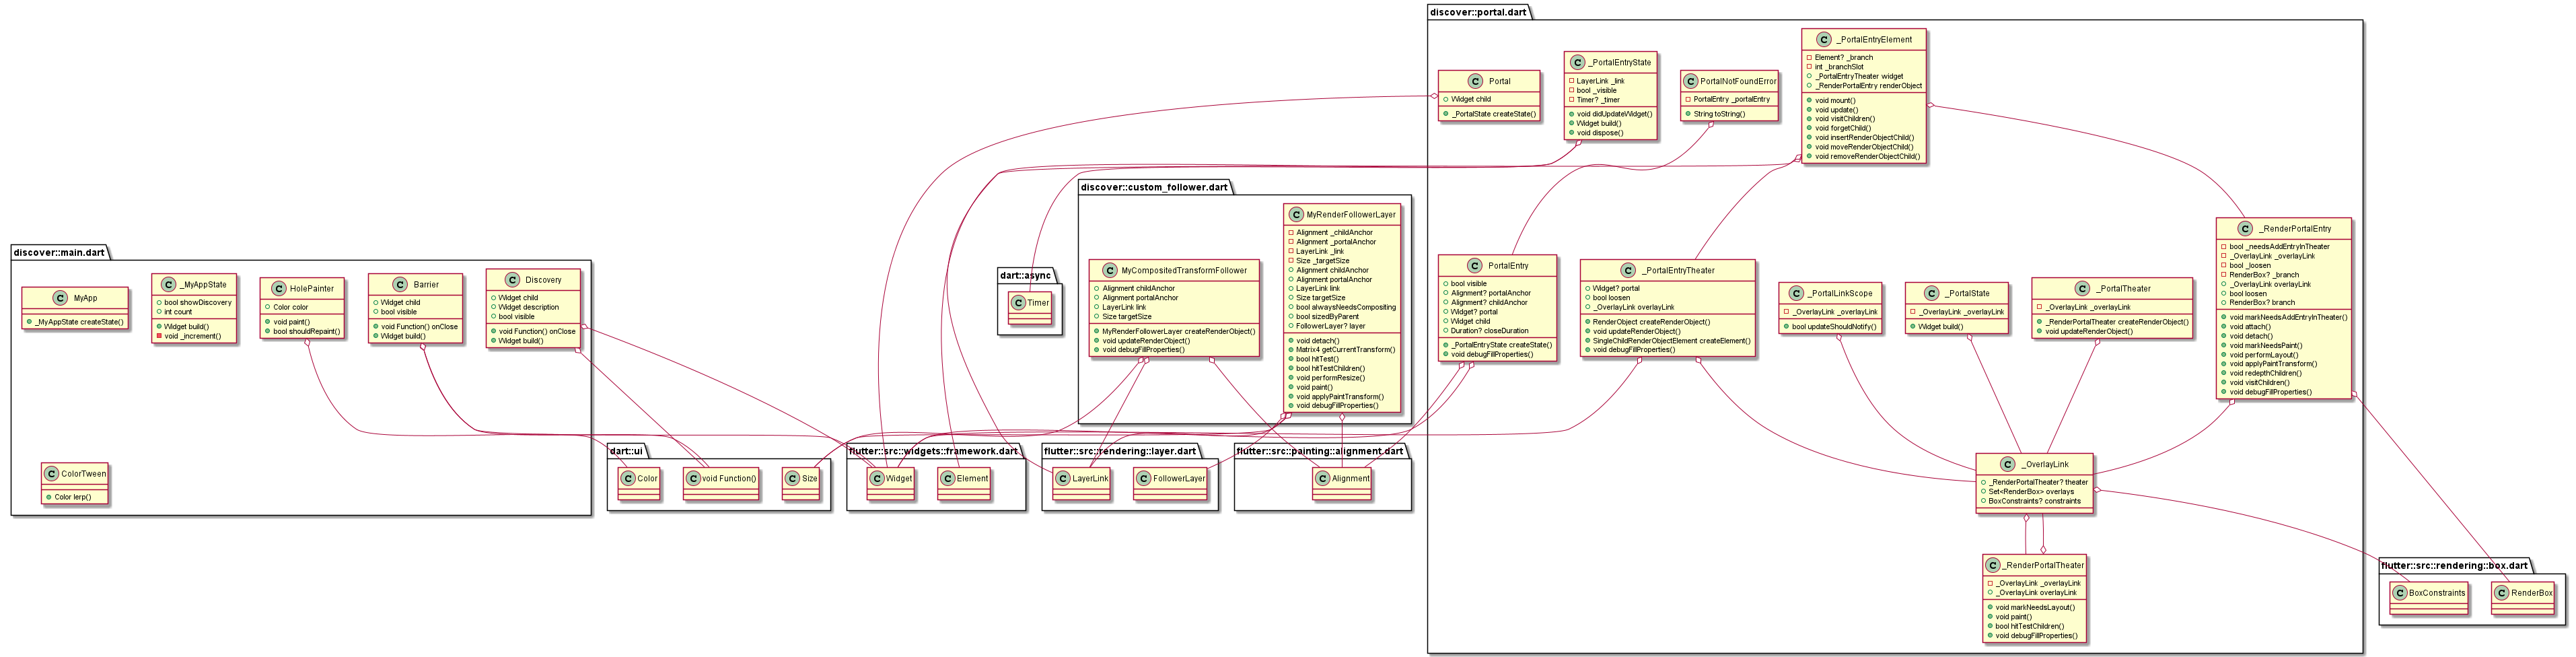 discover::portal.dart
C _PortalEntryElement
Element? _branch
int _branchSlot
_PortalEntryTheater widget
_RenderPortalEntry renderObject
void mount()
void update()
void visitChildren()
void forgetChild()
void insertRenderObjectChild()
void moveRenderObjectChild()
void removeRenderObjectChild()
C _PortalEntryState
LayerLink _link
bool _visible
Timer? _timer
void didUpdateWidget()
Widget build()
void dispose()
C Portal
Widget child
_PortalState createState()
C PortalNotFoundError
PortalEntry _portalEntry
String toString()
discover::custom_follower.dart
C MyRenderFollowerLayer
Alignment _childAnchor
Alignment _portalAnchor
LayerLink _link
Size _targetSize
Alignment childAnchor
Alignment portalAnchor
LayerLink link
Size targetSize
bool alwaysNeedsCompositing
bool sizedByParent
FollowerLayer? layer
void detach()
Matrix4 getCurrentTransform()
bool hitTest()
bool hitTestChildren()
void performResize()
void paint()
void applyPaintTransform()
void debugFillProperties()
C MyCompositedTransformFollower
Alignment childAnchor
Alignment portalAnchor
LayerLink link
Size targetSize
MyRenderFollowerLayer createRenderObject()
void updateRenderObject()
void debugFillProperties()
C _RenderPortalEntry
bool _needsAddEntryInTheater
_OverlayLink _overlayLink
bool _loosen
RenderBox? _branch
_OverlayLink overlayLink
bool loosen
RenderBox? branch
void markNeedsAddEntryInTheater()
void attach()
void detach()
void markNeedsPaint()
void performLayout()
void applyPaintTransform()
void redepthChildren()
void visitChildren()
void debugFillProperties()
discover::main.dart
C MyApp
_MyAppState createState()
C _MyAppState
bool showDiscovery
int count
Widget build()
void _increment()
C HolePainter
Color color
void paint()
bool shouldRepaint()
C Barrier
Widget child
bool visible
void Function() onClose
Widget build()
C Discovery
Widget child
Widget description
bool visible
void Function() onClose
Widget build()
dart::async
C Timer
C PortalEntry
bool visible
Alignment? portalAnchor
Alignment? childAnchor
Widget? portal
Widget child
Duration? closeDuration
_PortalEntryState createState()
void debugFillProperties()
C _PortalEntryTheater
Widget? portal
bool loosen
_OverlayLink overlayLink
RenderObject createRenderObject()
void updateRenderObject()
SingleChildRenderObjectElement createElement()
void debugFillProperties()
C _PortalLinkScope
_OverlayLink _overlayLink
bool updateShouldNotify()
C _PortalState
_OverlayLink _overlayLink
Widget build()
C _PortalTheater
_OverlayLink _overlayLink
_RenderPortalTheater createRenderObject()
void updateRenderObject()
C ColorTween
Color lerp()
dart::ui
C Color
C void Function()
C Size
flutter::src::widgets::framework.dart
C Widget
C Element
flutter::src::rendering::layer.dart
C LayerLink
C FollowerLayer
flutter::src::painting::alignment.dart
C Alignment
C _OverlayLink
_RenderPortalTheater? theater
Set<RenderBox> overlays
BoxConstraints? constraints
C _RenderPortalTheater
_OverlayLink _overlayLink
_OverlayLink overlayLink
void markNeedsLayout()
void paint()
bool hitTestChildren()
void debugFillProperties()
flutter::src::rendering::box.dart
C BoxConstraints
C RenderBox